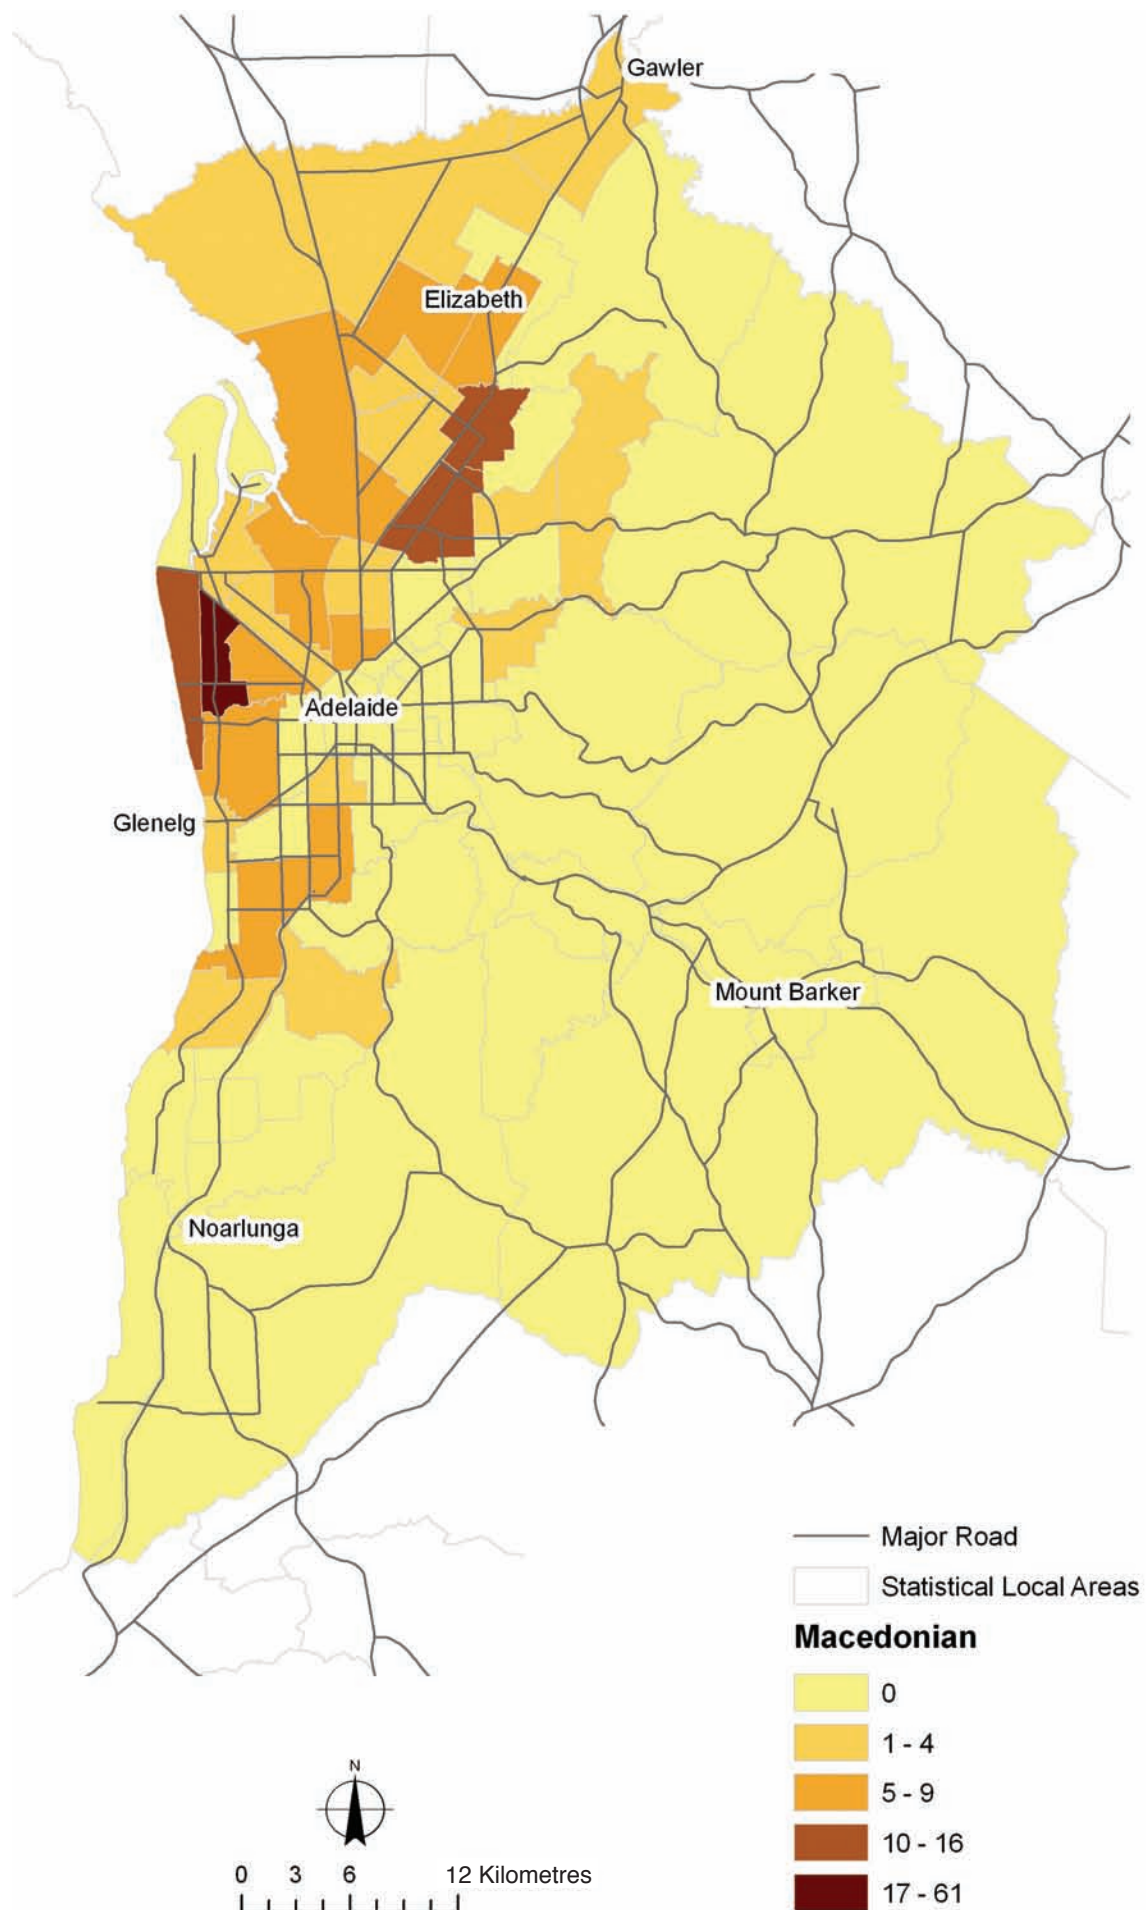 Gawler
Elizabeth
Adelaide
Glenelg
Mount Barker
Noarlunga
Major Road
Statistical Local Areas
Macedonian
0
1 - 4
5 - 9
10 - 16
17 - 61
N
0 3 6 12 Kilometres